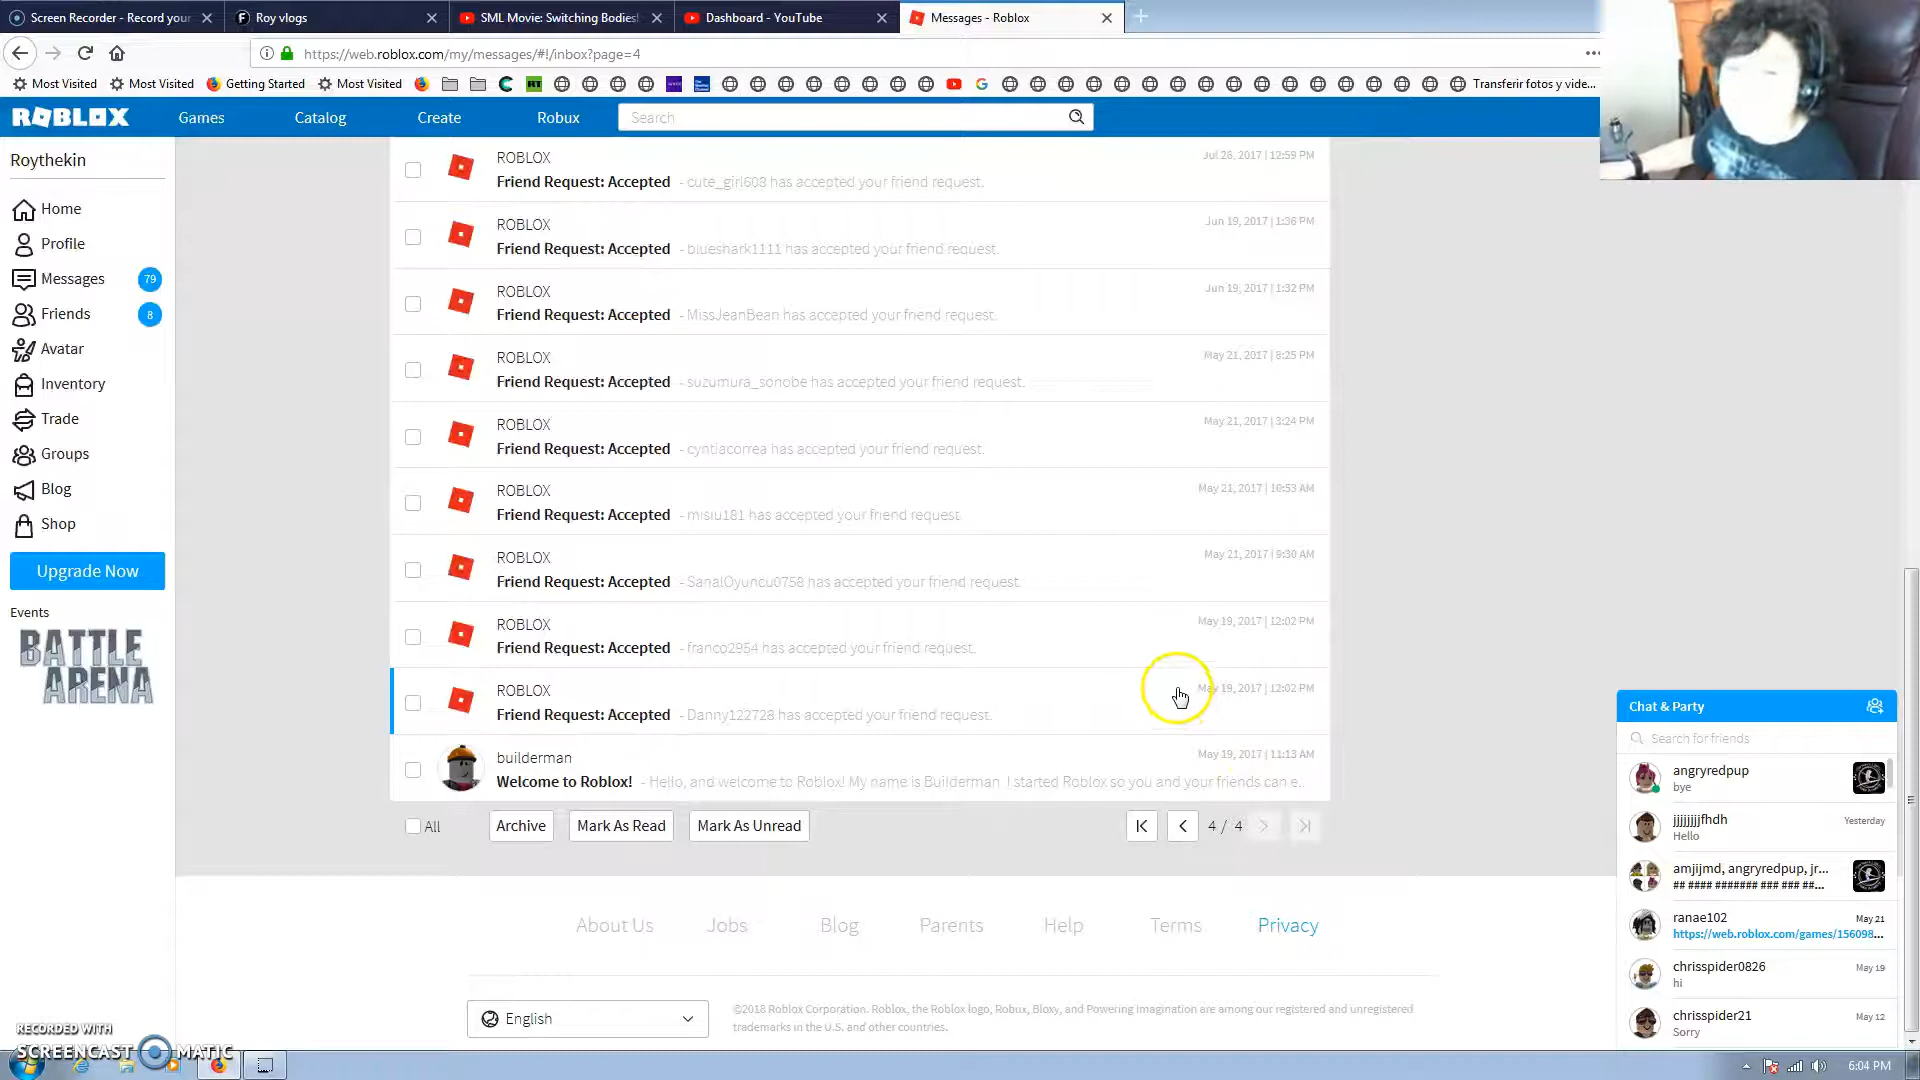 Screen Recorder - Record your
Roy vlogs
SML Movie: Switching Bodies!
Dashboard - YouTube
Messages - Roblox
https://web.roblox.com/my/messages/#!/inbox?page=4
Most Visited
Most Visited
Getting Started
Most Visited
Transferir fotos y vide...
ROBLOX
Games
Catalog
Create
Robux
Search
Roythekin
Home
Profile
Messages
79
Friends
8
Avatar
Inventory
Trade
Groups
Blog
Shop
Upgrade Now
Events
BATTLE
ARENA
ROBLOX
Jul 26, 2017 | 12:59 PM
Friend Request: Accepted - cute_girl608 has accepted your friend request.
ROBLOX
Jun 19, 2017 | 1:36 PM
Friend Request: Accepted - blueshark1111 has accepted your friend request.
ROBLOX
Jun 19, 2017 | 1:32 PM
Friend Request: Accepted - MissJeanBean has accepted your friend request.
ROBLOX
May 21, 2017 | 8:25 PM
Friend Request: Accepted - suzumura_sonobe has accepted your friend request.
ROBLOX
May 21, 2017 | 3:24 PM
Friend Request: Accepted - cyntiacorrea has accepted your friend request.
ROBLOX
May 21, 2017 | 10:53 AM
Friend Request: Accepted - misiu181 has accepted your friend request.
ROBLOX
May 21, 2017 | 9:30 AM
Friend Request: Accepted - SanalOyuncu0758 has accepted your friend request.
ROBLOX
May 19, 2017 | 12:02 PM
Friend Request: Accepted - franco2954 has accepted your friend request.
ROBLOX
May 19, 2017 | 12:02 PM
Friend Request: Accepted - Danny122728 has accepted your friend request.
builderman
May 19, 2017 | 11:13 AM
Welcome to Roblox! - Hello, and welcome to Roblox! My name is Builderman. I started Roblox so you and your friends can e..
All
Archive
Mark As Read
Mark As Unread
4 / 4
About Us
Jobs
Blog
Parents
Help
Terms
Privacy
English
©2018 Roblox Corporation. Roblox, the Roblox logo, Robux, Bloxy, and Powering Imagination are among our registered and unregistered
trademarks in the U.S. and other countries.
Chat & Party
Search for friends
angryredpup
bye
jjjjjjjjfhdh
Yesterday
Hello
amjijmd, angryredpup, jr...
## #### ####### ### ### ##...
ranae102
May 21
https://web.roblox.com/games/156098...
chrisspider0826
May 19
hi
chrisspider21
May 12
Sorry
RECORDED WITH
SCREENCAST MATIC
6:04 PM